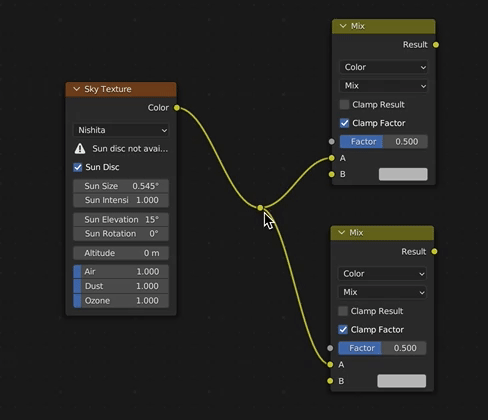 Sky Texture
Color
Nishita
Sun disc not avai...
Sun Disc
Sun Size 0.545°
Sun Intensi 1.000
Sun Elevation 15°
Sun Rotation 0°
Altitude 0 m
Air 1.000
Dust 1.000
Ozone 1.000
Mix
Result
Color
Mix
Clamp Result
Clamp Factor
Factor 0.500
A
B
Mix
Result
Color
Mix
Clamp Result
Clamp Factor
Factor 0.500
A
B